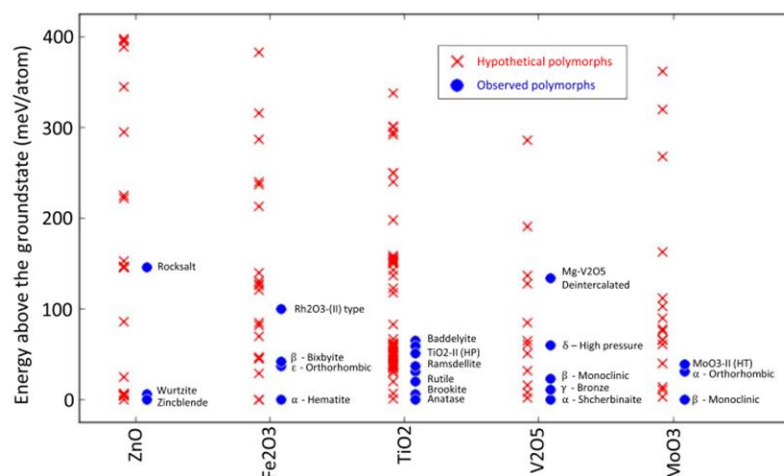 400
300
200
100
0
Energy above the groundstate (meV/atom)
Hypothetical polymorphs
Observed polymorphs
Rocksalt
Wurtzite
Zincblende
Rh2O3-(II) type
β - Bixbyite
ε - Orthorhombic
α - Hematite
Baddelyite
TiO2-II (HP)
Ramsdellite
Rutile
Brookite
Anatase
Mg-V2O5
Deintercalated
δ – High pressure
β - Monoclinic
γ - Bronze
α - Shcherbinaite
MoO3-II (HT)
α - Orthorhombic
β - Monoclinic
ZnO
Fe2O3
TiO2
V2O5
MoO3